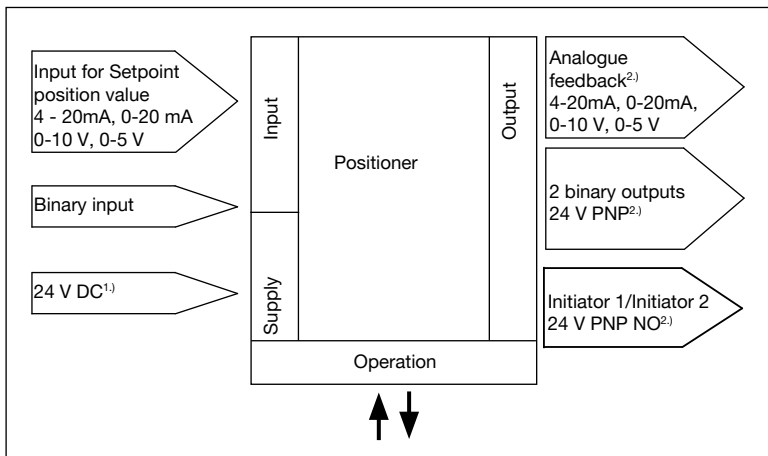 Input for Setpoint
position value
4 - 20mA, 0-20 mA
0-10 V, 0-5 V
Binary input
24 V DC1.)
Input
Supply
Positioner
Output
Operation
Analogue
feedback2.)
4-20mA, 0-20mA,
0-10 V, 0-5 V
2 binary outputs
24 V PNP2.)
Initiator 1/Initiator 2
24 V PNP NO2.)